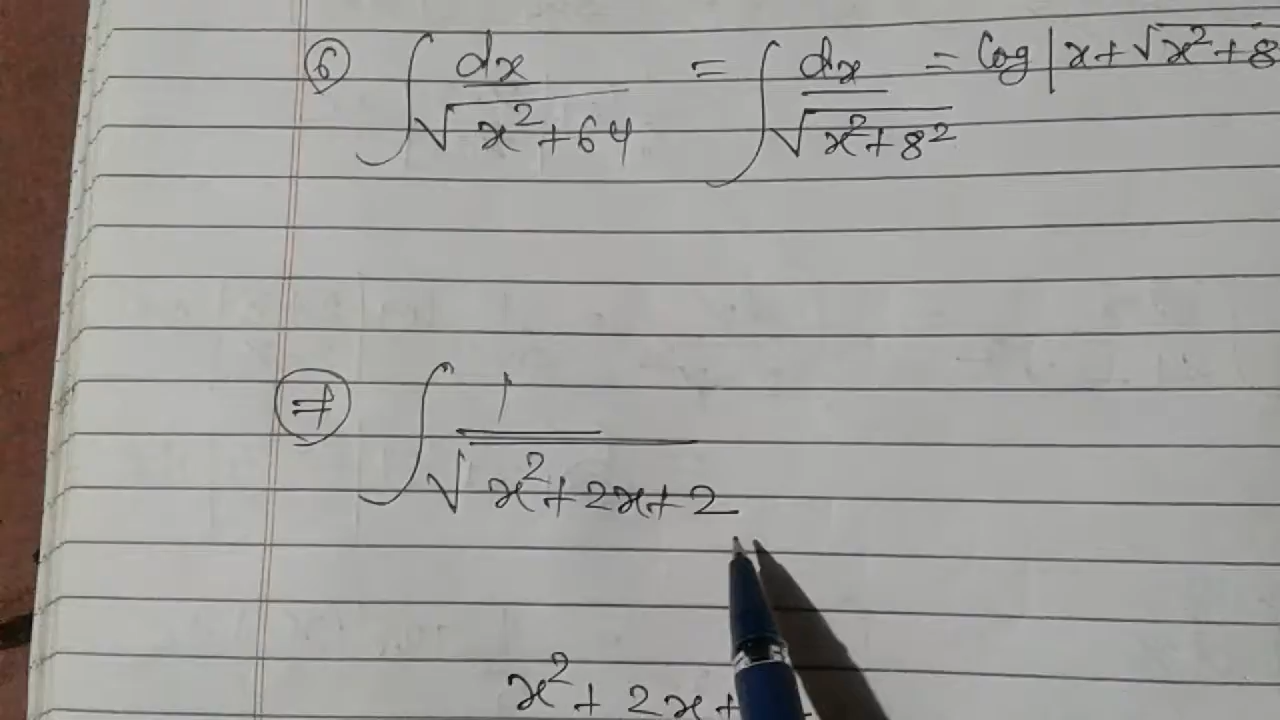 ⑥ ∫ dx/√(x²+64) = ∫ dx/√(x²+8²) = log|x+√x²+8
⑦ ∫ 1/√(x²+2x+2)
x²+2x+